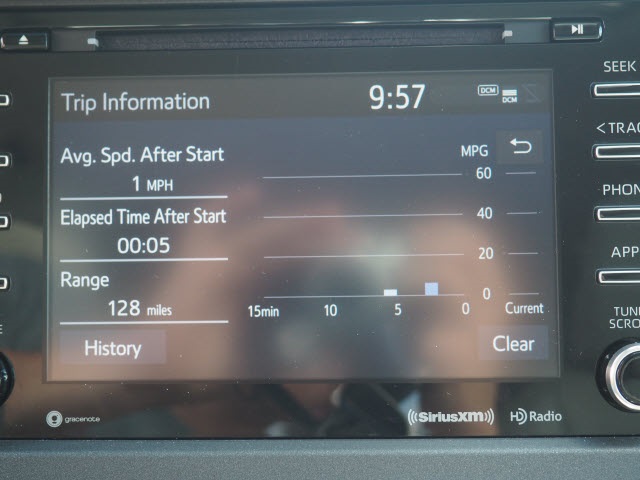 SEEK
Trip Information 9:57 DCM DCM
<TRAC
Avg. Spd. After Start MPG
60
1 MPH
PHON
Elapsed Time After Start 40
00:05
APP
20
Range
128 miles
0
15min 10 5 0 Current
TUNE
SCRO
History Clear
gracenote SiriusXM HD Radio